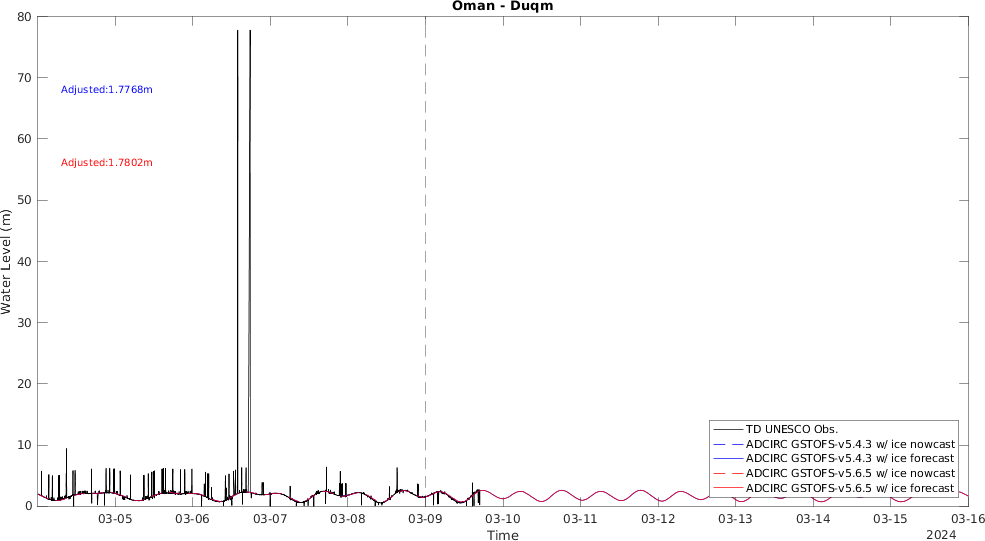 Oman - Duqm
80
70
60
50
40
30
20
10
0
Water Level (m)
Adjusted:1.7768m
Adjusted:1.7802m
TD UNESCO Obs.
ADCIRC GSTOFS-v5.4.3 w/ ice nowcast
ADCIRC GSTOFS-v5.4.3 w/ ice forecast
ADCIRC GSTOFS-v5.6.5 w/ ice nowcast
ADCIRC GSTOFS-v5.6.5 w/ ice forecast
03-05 03-06 03-07 03-08 03-09 03-10 03-11 03-12 03-13 03-14 03-15 03-16
Time
2024